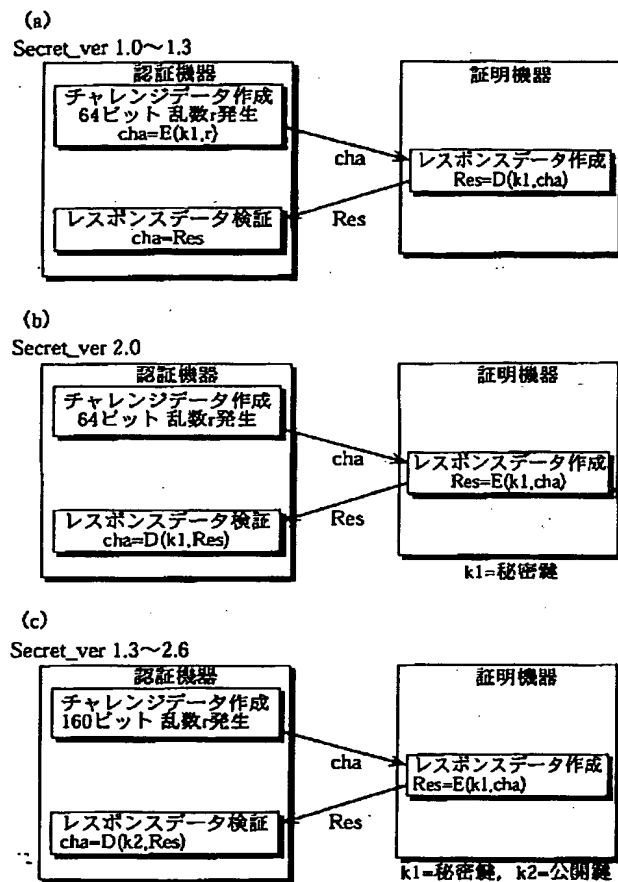 (a)
Secret_ver 1.0～1.3
認証機器
チャレンジデータ作成
64ビット 乱数r発生
cha=E(k1,r}
cha
レスポンスデータ検証
cha=Res
Res
証明機器
レスポンスデータ作成
Res=D(k1,cha)
(b)
Secret_ver 2.0
認証機器
チャレンジデータ作成
64ビット 乱数r発生
cha
レスポンスデータ検証
cha=D(k1,Res)
Res
証明機器
レスポンスデータ作成
Res=E(k1,cha)
k1=秘密鍵
(c)
Secret_ver 1.3～2.6
認証機器
チャレンジデータ作成
160ビット 乱数r発生
cha
レスポンスデータ検証
cha=D(k2,Res)
Res
証明機器
レスポンスデータ作成
Res=E(k1,cha)
k1=秘密鍵, k2=公開鍵